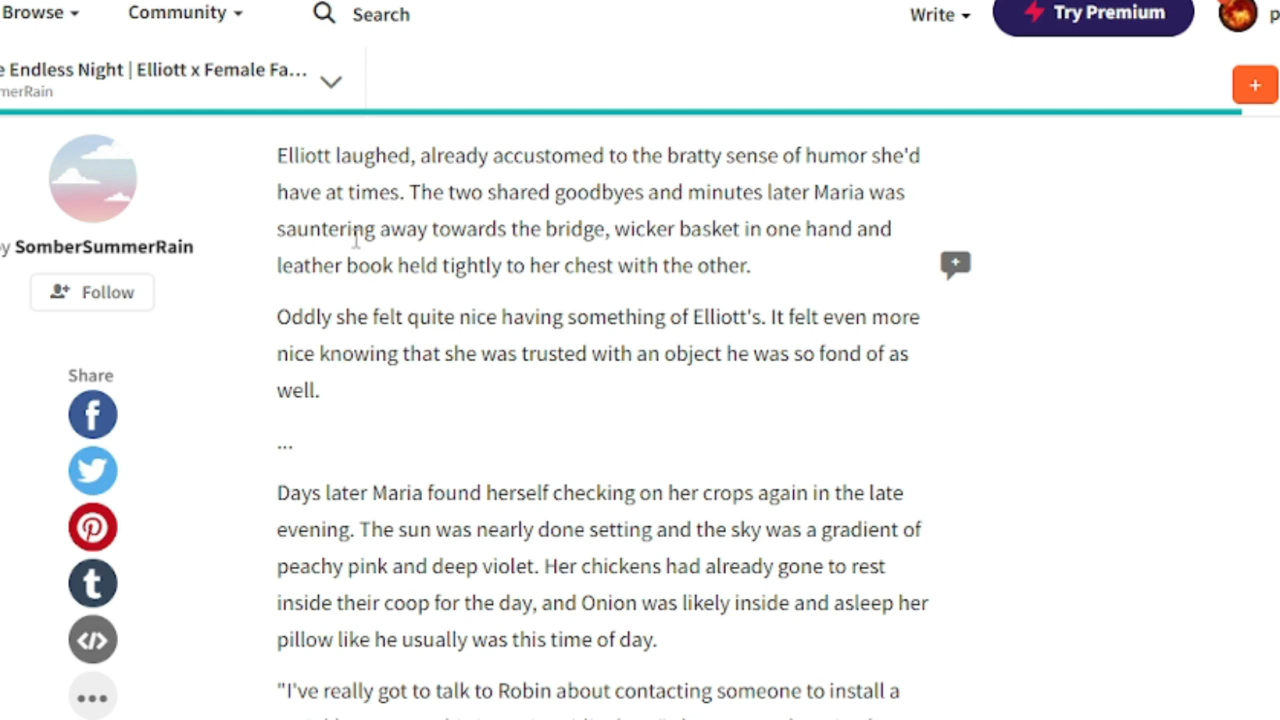 Browse
Community
Search
Write
Try Premium
p
e Endless Night | Elliott x Female Fa...
merRain
+
Elliott laughed, already accustomed to the bratty sense of humor she'd
have at times. The two shared goodbyes and minutes later Maria was
sauntering away towards the bridge, wicker basket in one hand and
leather book held tightly to her chest with the other.
+
Oddly she felt quite nice having something of Elliott's. It felt even more
nice knowing that she was trusted with an object he was so fond of as
well.
...
Days later Maria found herself checking on her crops again in the late
evening. The sun was nearly done setting and the sky was a gradient of
peachy pink and deep violet. Her chickens had already gone to rest
inside their coop for the day, and Onion was likely inside and asleep her
pillow like he usually was this time of day.
"I've really got to talk to Robin about contacting someone to install a
y SomberSummerRain
Follow
Share